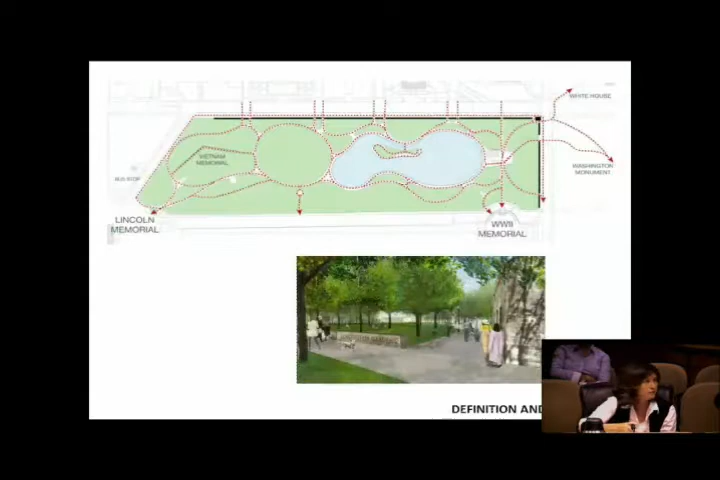 WHITE HOUSE
WASHINGTON
MONUMENT
VIETNAM
MEMORIAL
BUS STOP
LINCOLN
MEMORIAL
WWII
MEMORIAL
DEFINITION AND